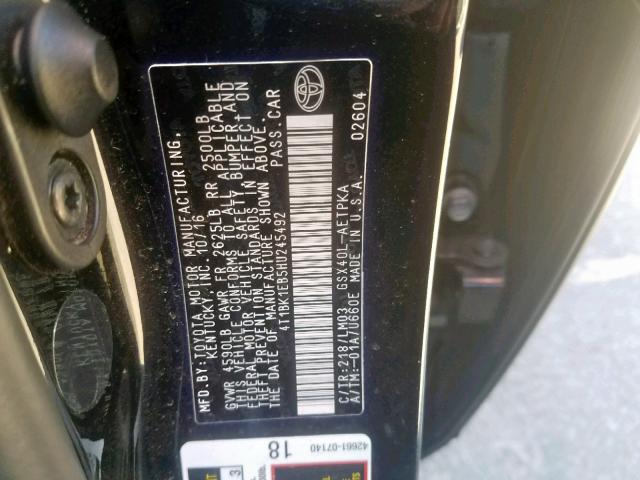 MFD.BY:TOYOTA MOTOR MANUFACTURING,
KENTUCKY, INC. 10/16
GVWR 4590LB GAWR FR 2625LB RR 2500LB
THIS VEHICLE CONFORMS TO ALL APPLICABLE
FEDERAL MOTOR VEHICLE SAFETY, BUMPER, AND
THEFT PREVENTION STANDARDS IN EFFECT ON
THE DATE OF MANUFACTURE SHOWN ABOVE.
4T1BK1EB5HU245492 PASS.CAR
C/TR:218/LM03 GSX40L-AETPKA
A/TM:-01A/U660E MADE IN U.S.A. 02604
42661-07140
18
3